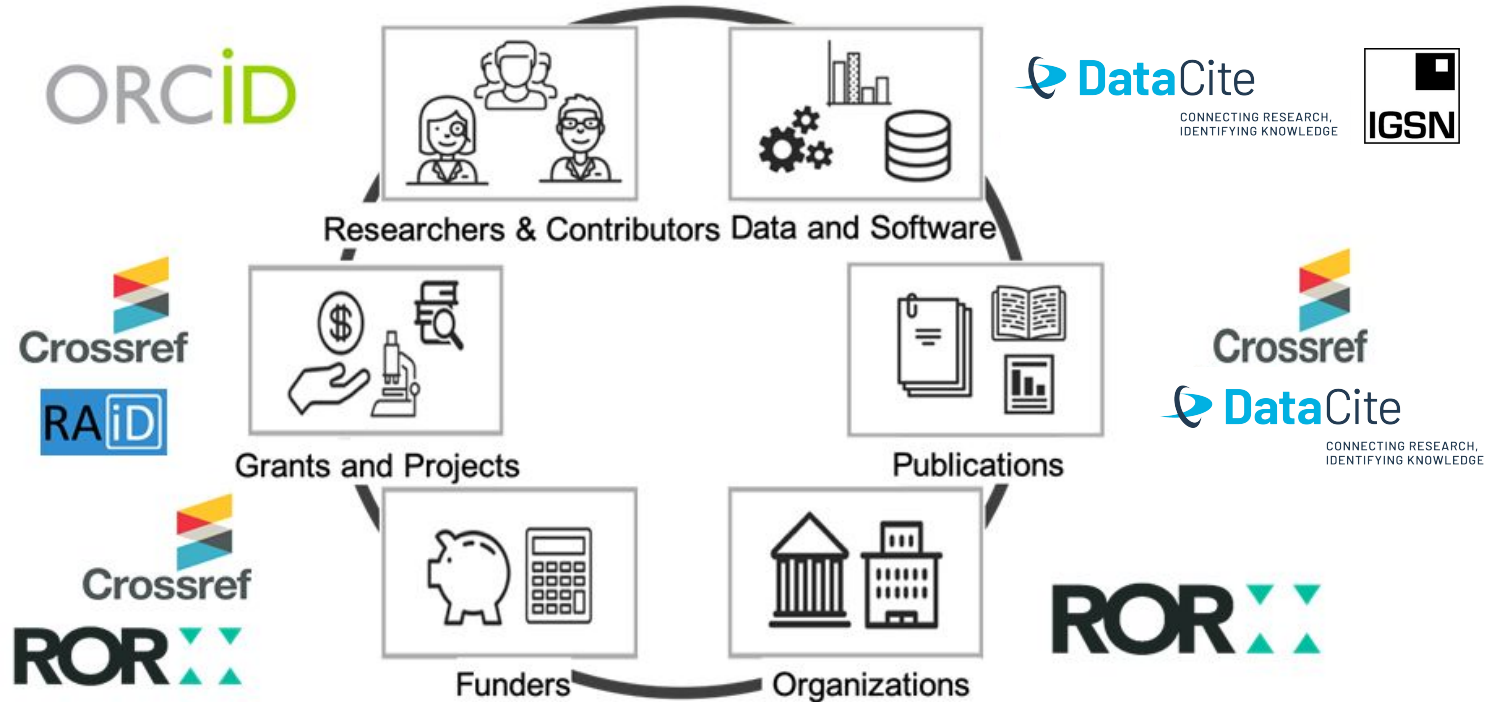 ORCiD
DataCite
CONNECTING RESEARCH,
IDENTIFYING KNOWLEDGE
IGSN
Researchers & Contributors
Data and Software
Crossref
RAiD
$
Grants and Projects
Publications
Crossref
DataCite
CONNECTING RESEARCH,
IDENTIFYING KNOWLEDGE
Crossref
ROR
Funders
Organizations
ROR